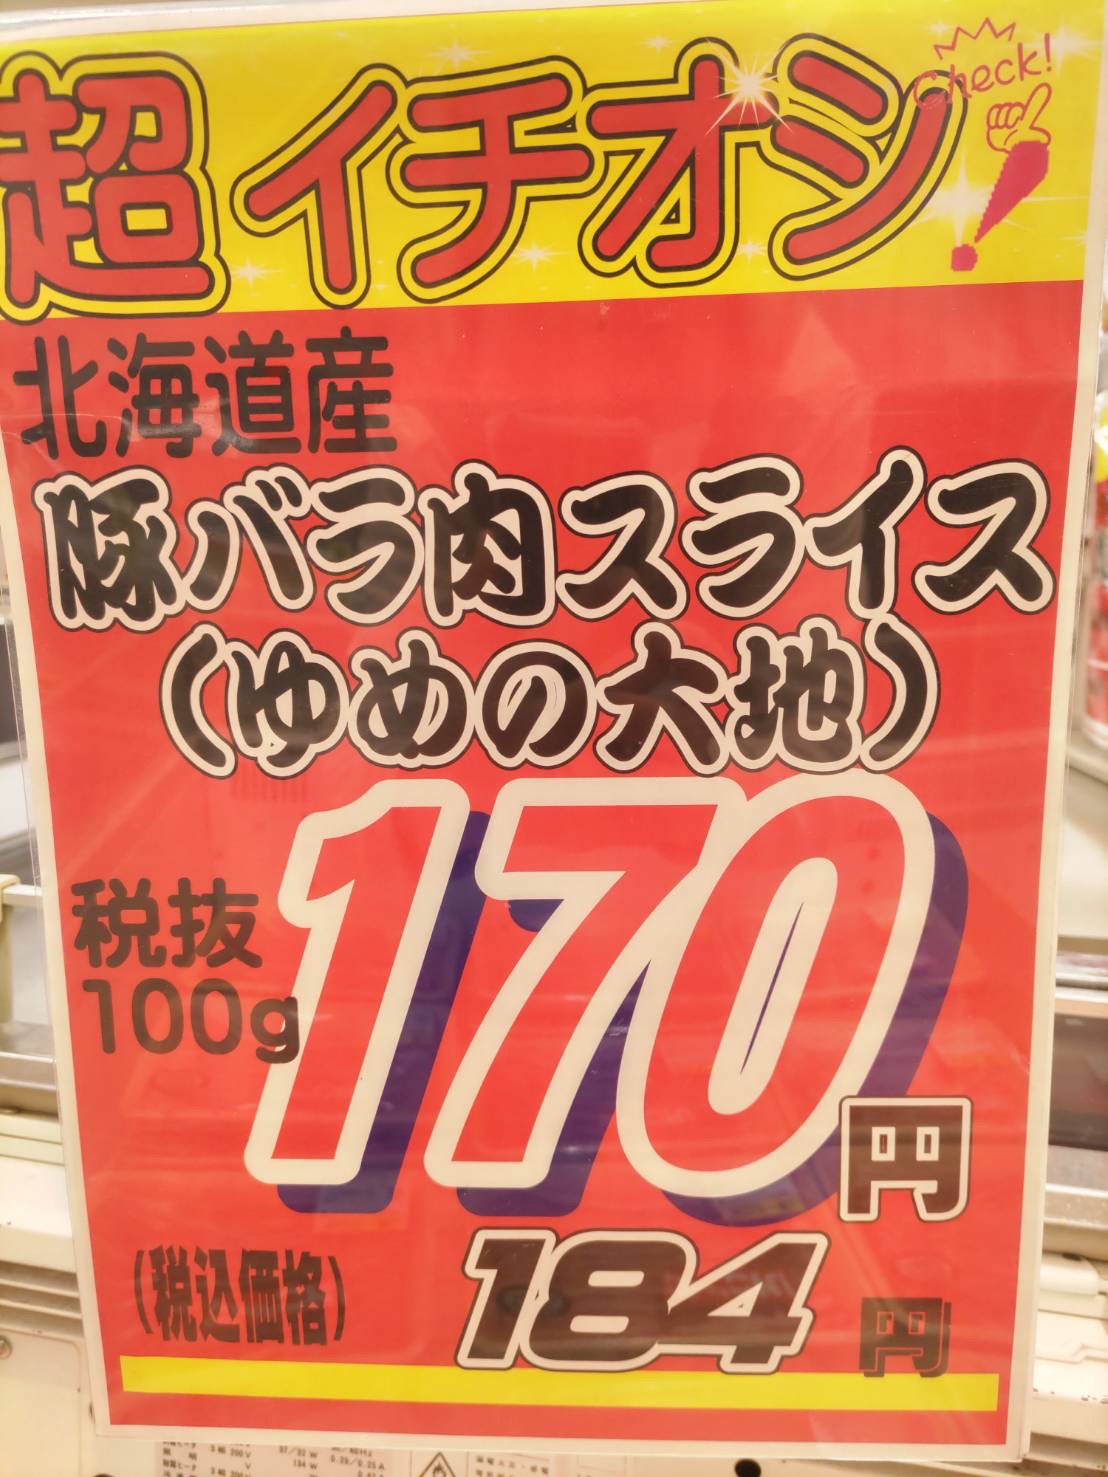 Check!
超イチオシ!
北海道産
豚バラ肉スライス
(ゆめの大地)
税抜
100g
170円
(税込価格)
184円